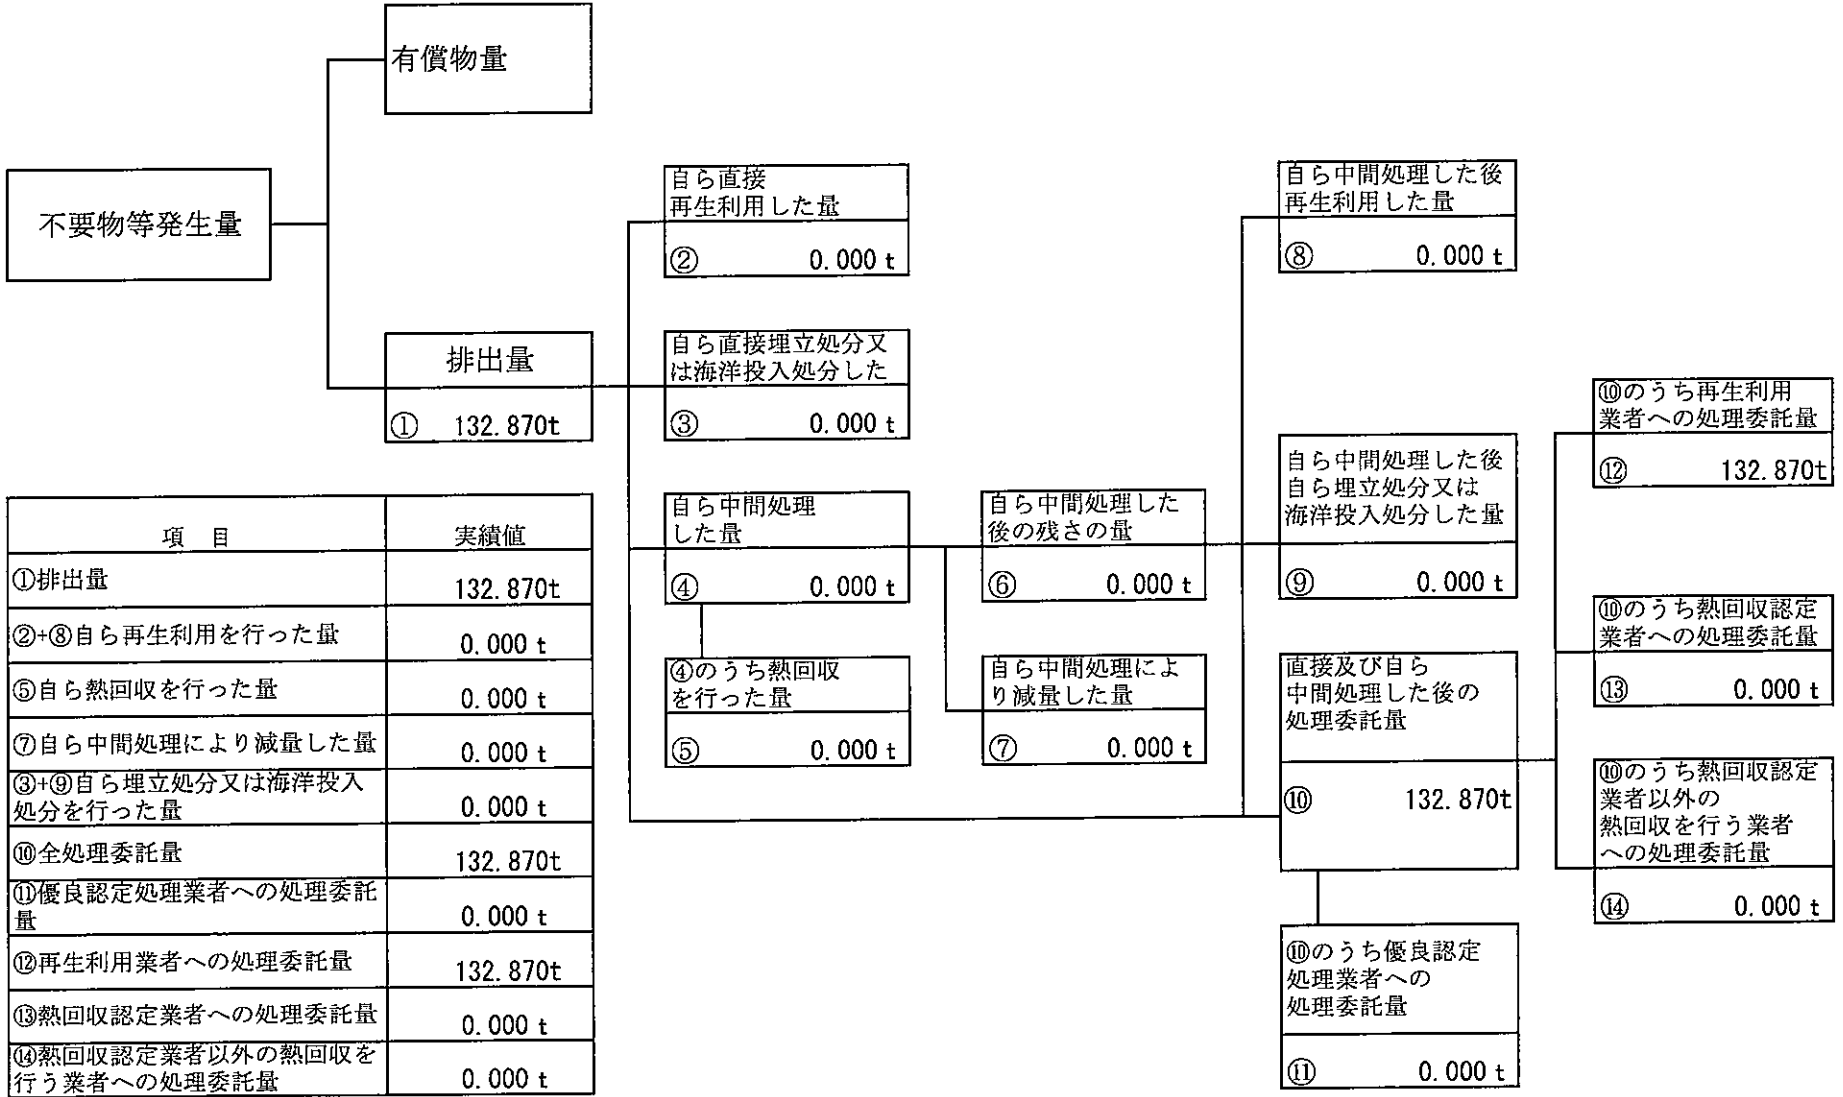 有償物量
不要物等発生量
排出量
① 132.870t
自ら直接
再生利用した量
② 0.000 t
自ら直接埋立処分又
は海洋投入処分した
③ 0.000 t
自ら中間処理
した量
④ 0.000 t
④のうち熱回収
を行った量
⑤ 0.000 t
自ら中間処理した
後の残さの量
⑥ 0.000 t
自ら中間処理によ
り減量した量
⑦ 0.000 t
自ら中間処理した後
再生利用した量
⑧ 0.000 t
自ら中間処理した後
自ら埋立処分又は
海洋投入処分した量
⑨ 0.000 t
直接及び自ら
中間処理した後の
処理委託量
⑩ 132.870t
⑩のうち優良認定
処理業者への
処理委託量
⑪ 0.000 t
⑩のうち再生利用
業者への処理委託量
⑫ 132.870t
⑩のうち熱回収認定
業者への処理委託量
⑬ 0.000 t
⑩のうち熱回収認定
業者以外の
熱回収を行う業者
への処理委託量
⑭ 0.000 t
項 目 実績値
①排出量 132.870t
②+⑧自ら再生利用を行った量 0.000 t
⑤自ら熱回収を行った量 0.000 t
⑦自ら中間処理により減量した量 0.000 t
③+⑨自ら埋立処分又は海洋投入
処分を行った量 0.000 t
⑩全処理委託量 132.870t
⑪優良認定処理業者への処理委託
量 0.000 t
⑫再生利用業者への処理委託量 132.870t
⑬熱回収認定業者への処理委託量 0.000 t
⑭熱回収認定業者以外の熱回収を
行う業者への処理委託量 0.000 t